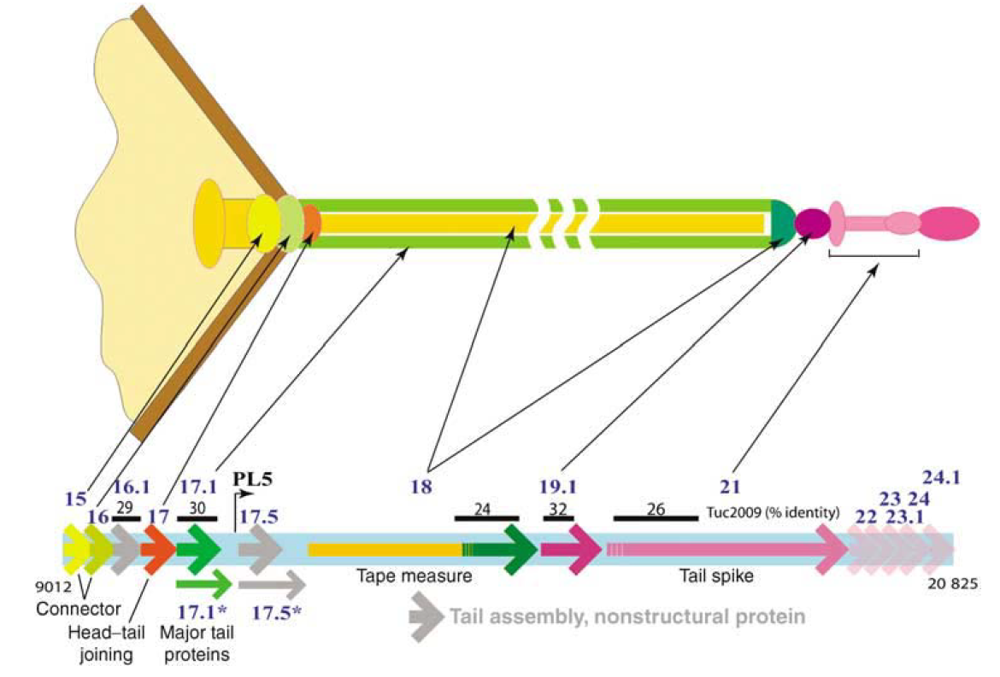 15
16
16.1
17
17.1
PL5
17.5
18
19.1
21
22
23
23.1
24
24.1
29
30
24
32
26
Tuc2009 (% identity)
9012
20 825
Connector
Head–tail
joining
Major tail
proteins
17.1*
17.5*
Tape measure
Tail spike
Tail assembly, nonstructural protein